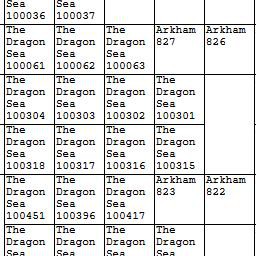 Sea Sea
100036 100037
The The The Arkham Arkham
Dragon Dragon Dragon 827 826
Sea Sea Sea
100061 100062 100063
The The The The
Dragon Dragon Dragon Dragon
Sea Sea Sea Sea
100304 100303 100302 100301
The The The The
Dragon Dragon Dragon Dragon
Sea Sea Sea Sea
100318 100317 100316 100315
The The The Arkham Arkham
Dragon Dragon Dragon 823 822
Sea Sea Sea
100451 100396 100417
The The The The
Dragon Dragon Dragon Dragon
Sea Sea Sea Sea